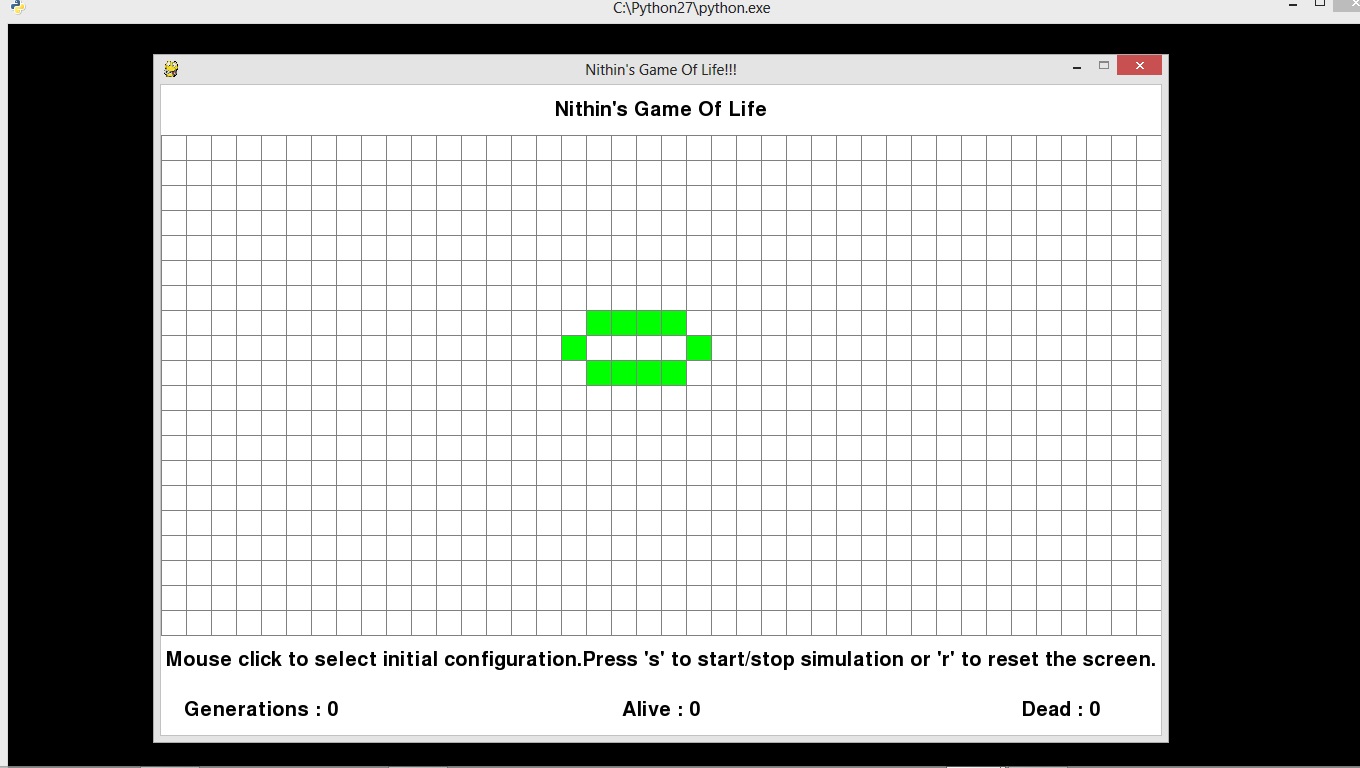 C:\Python27\python.exe
Nithin's Game Of Life!!!
Nithin's Game Of Life
Mouse click to select initial configuration.Press 's' to start/stop simulation or 'r' to reset the screen.
Generations : 0 Alive : 0 Dead : 0